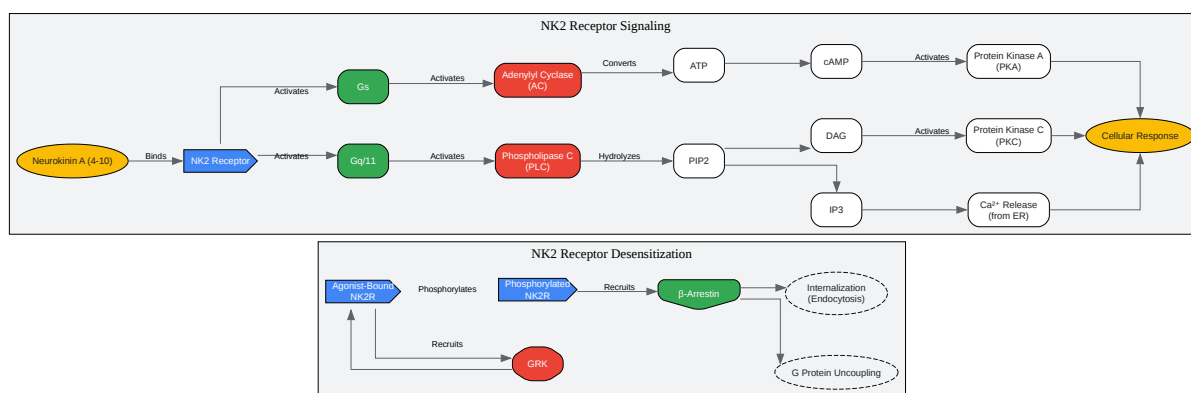 NK2 Receptor Signaling
Converts
ATP
cAMP
Activates
Protein Kinase A
(PKA)
Activates
Gs
Activates
Adenylyl Cyclase
(AC)
Neurokinin A (4-10)
Binds
NK2 Receptor
Activates
Gq/11
Activates
Phospholipase C
(PLC)
Hydrolyzes
PIP2
DAG
Activates
Protein Kinase C
(PKC)
Cellular Response
IP3
Ca²⁺ Release
(from ER)
NK2 Receptor Desensitization
Agonist-Bound
NK2R
Phosphorylates
Phosphorylated
NK2R
Recruits
β-Arrestin
Internalization
(Endocytosis)
Recruits
GRK
G Protein Uncoupling